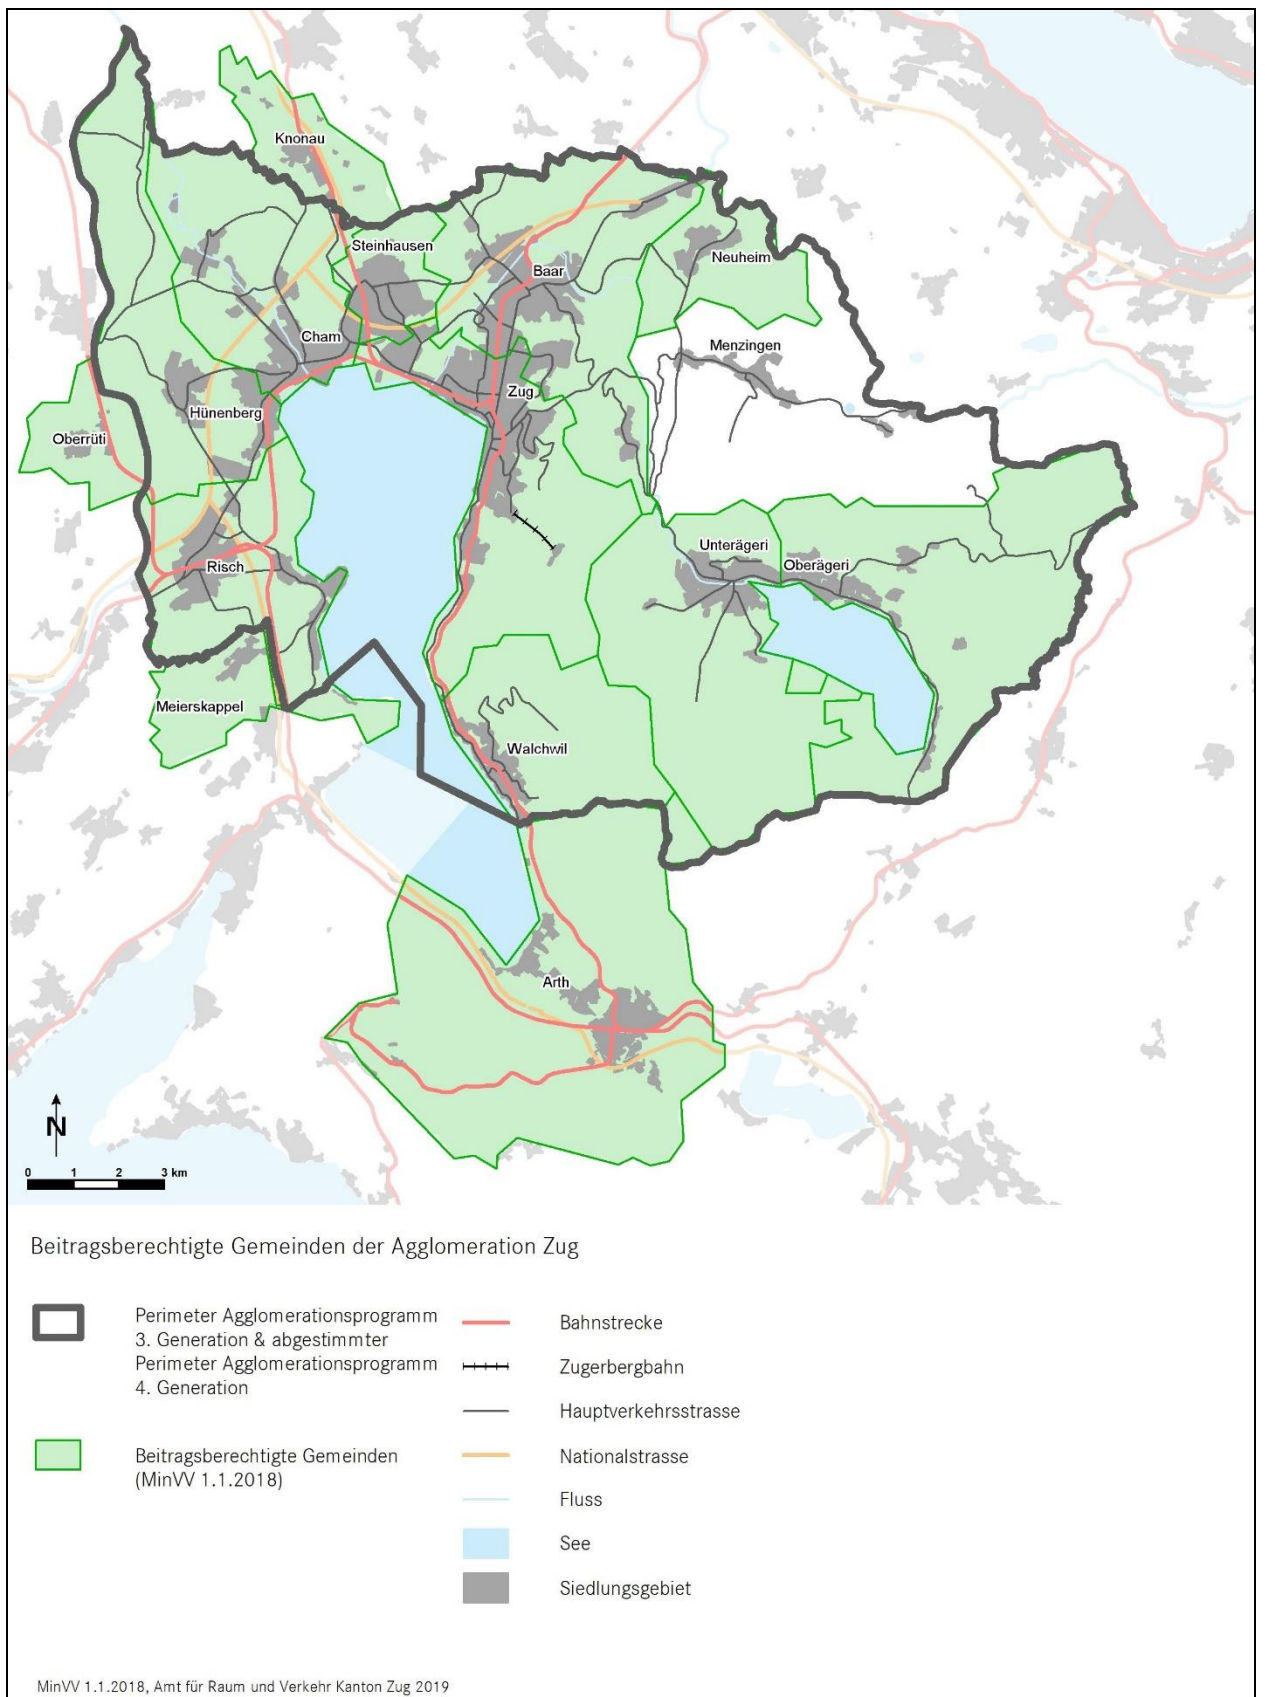 Knonau
Steinhausen
Baar
Neuheim
Cham
Menzingen
Zug
Hünenberg
Oberrüti
Unterägeri
Oberägeri
Risch
Meierskappel
Walchwil
Arth
N
0 1 2 3 km
Beitragsberechtigte Gemeinden der Agglomeration Zug
Perimeter Agglomerationsprogramm
3. Generation & abgestimmter
Perimeter Agglomerationsprogramm
4. Generation
Beitragsberechtigte Gemeinden
(MinVV 1.1.2018)
Bahnstrecke
Zugerbergbahn
Hauptverkehrsstrasse
Nationalstrasse
Fluss
See
Siedlungsgebiet
MinVV 1.1.2018, Amt für Raum und Verkehr Kanton Zug 2019